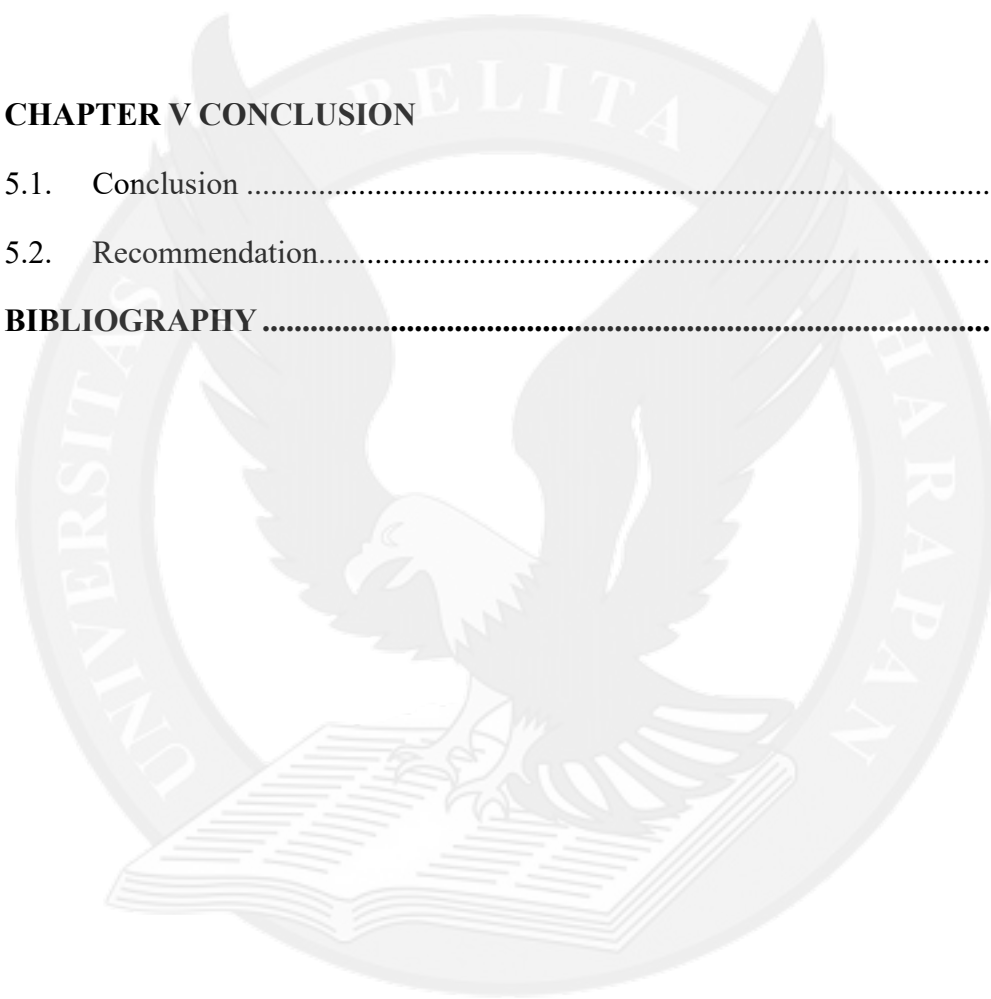 PELITA
CHAPTER V CONCLUSION
5.1. Conclusion ...............................................................................................
5.2. Recommendation......................................................................................
BIBLIOGRAPHY ............................................................................................
UNIVERSITAS
HARAPAN